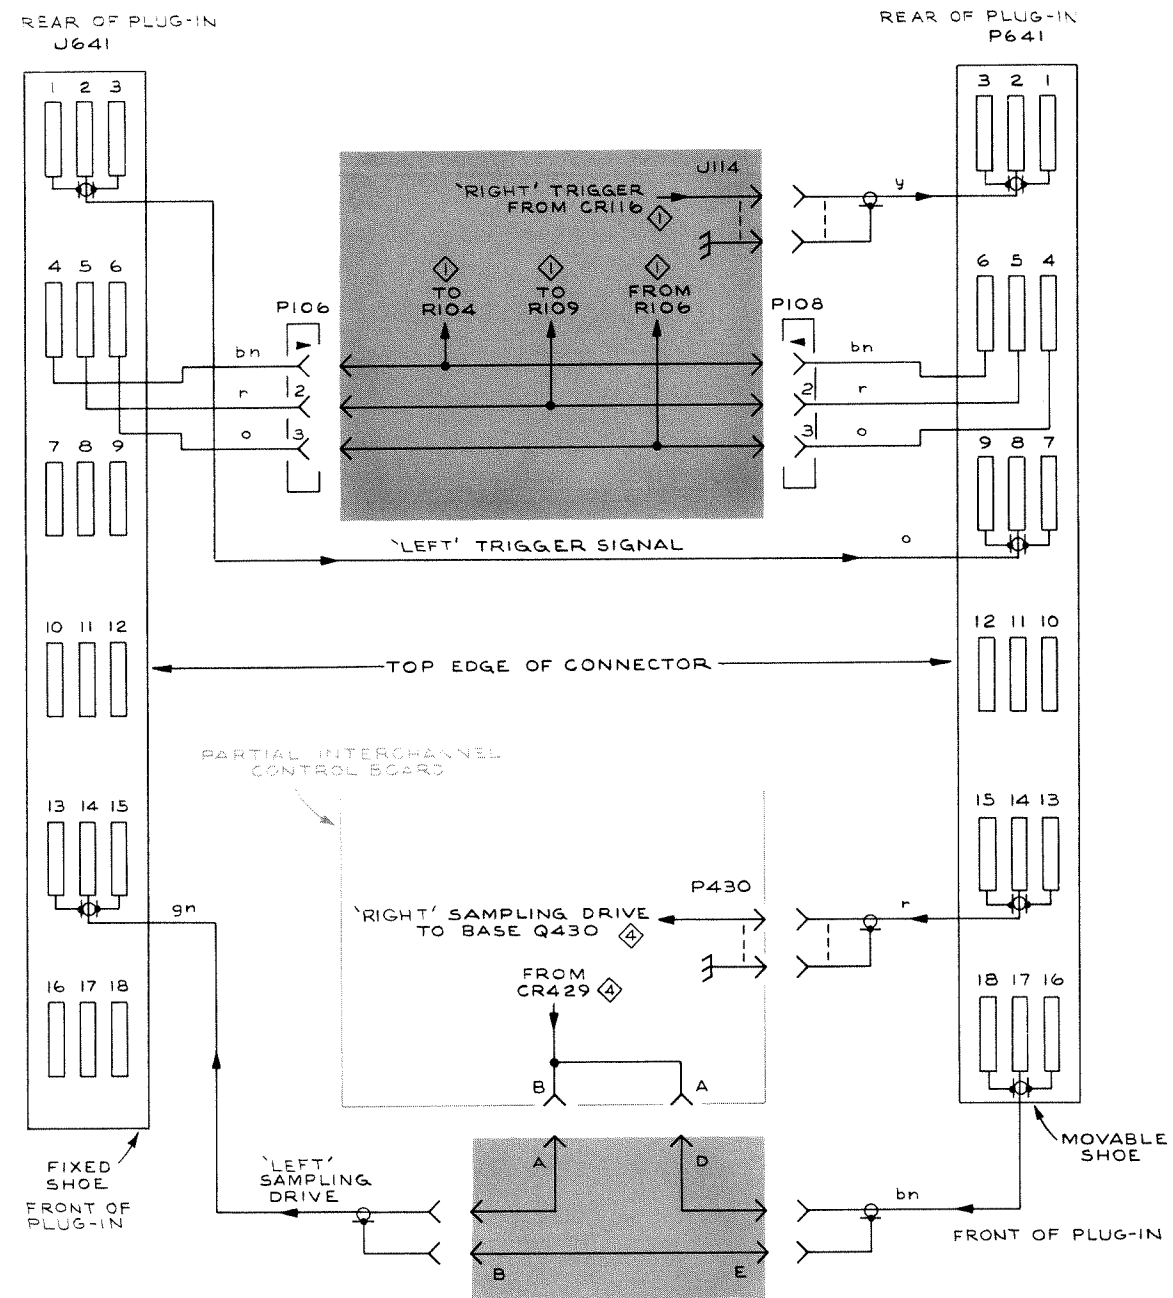 REAR OF PLUG-IN
J641
REAR OF PLUG-IN
P641
1 2 3
3 2 1
J114
'RIGHT' TRIGGER
FROM CR116
1
y
4 5 6
6 5 4
1
TO
R104
1
TO
R109
1
FROM
R106
P106
P108
bn
bn
r
2
2
r
o
3
3
o
7 8 9
9 8 7
'LEFT' TRIGGER SIGNAL
o
10 11 12
12 11 10
TOP EDGE OF CONNECTOR
PARTIAL INTERCHANNEL
CONTROL BOARD
13 14 15
15 14 13
gn
P430
'RIGHT' SAMPLING DRIVE
TO BASE Q430
4
r
FROM
CR429
4
16 17 18
18 17 16
B
A
MOVABLE
SHOE
FIXED
SHOE
FRONT OF
PLUG-IN
'LEFT'
SAMPLING
DRIVE
A
D
bn
FRONT OF PLUG-IN
B
E